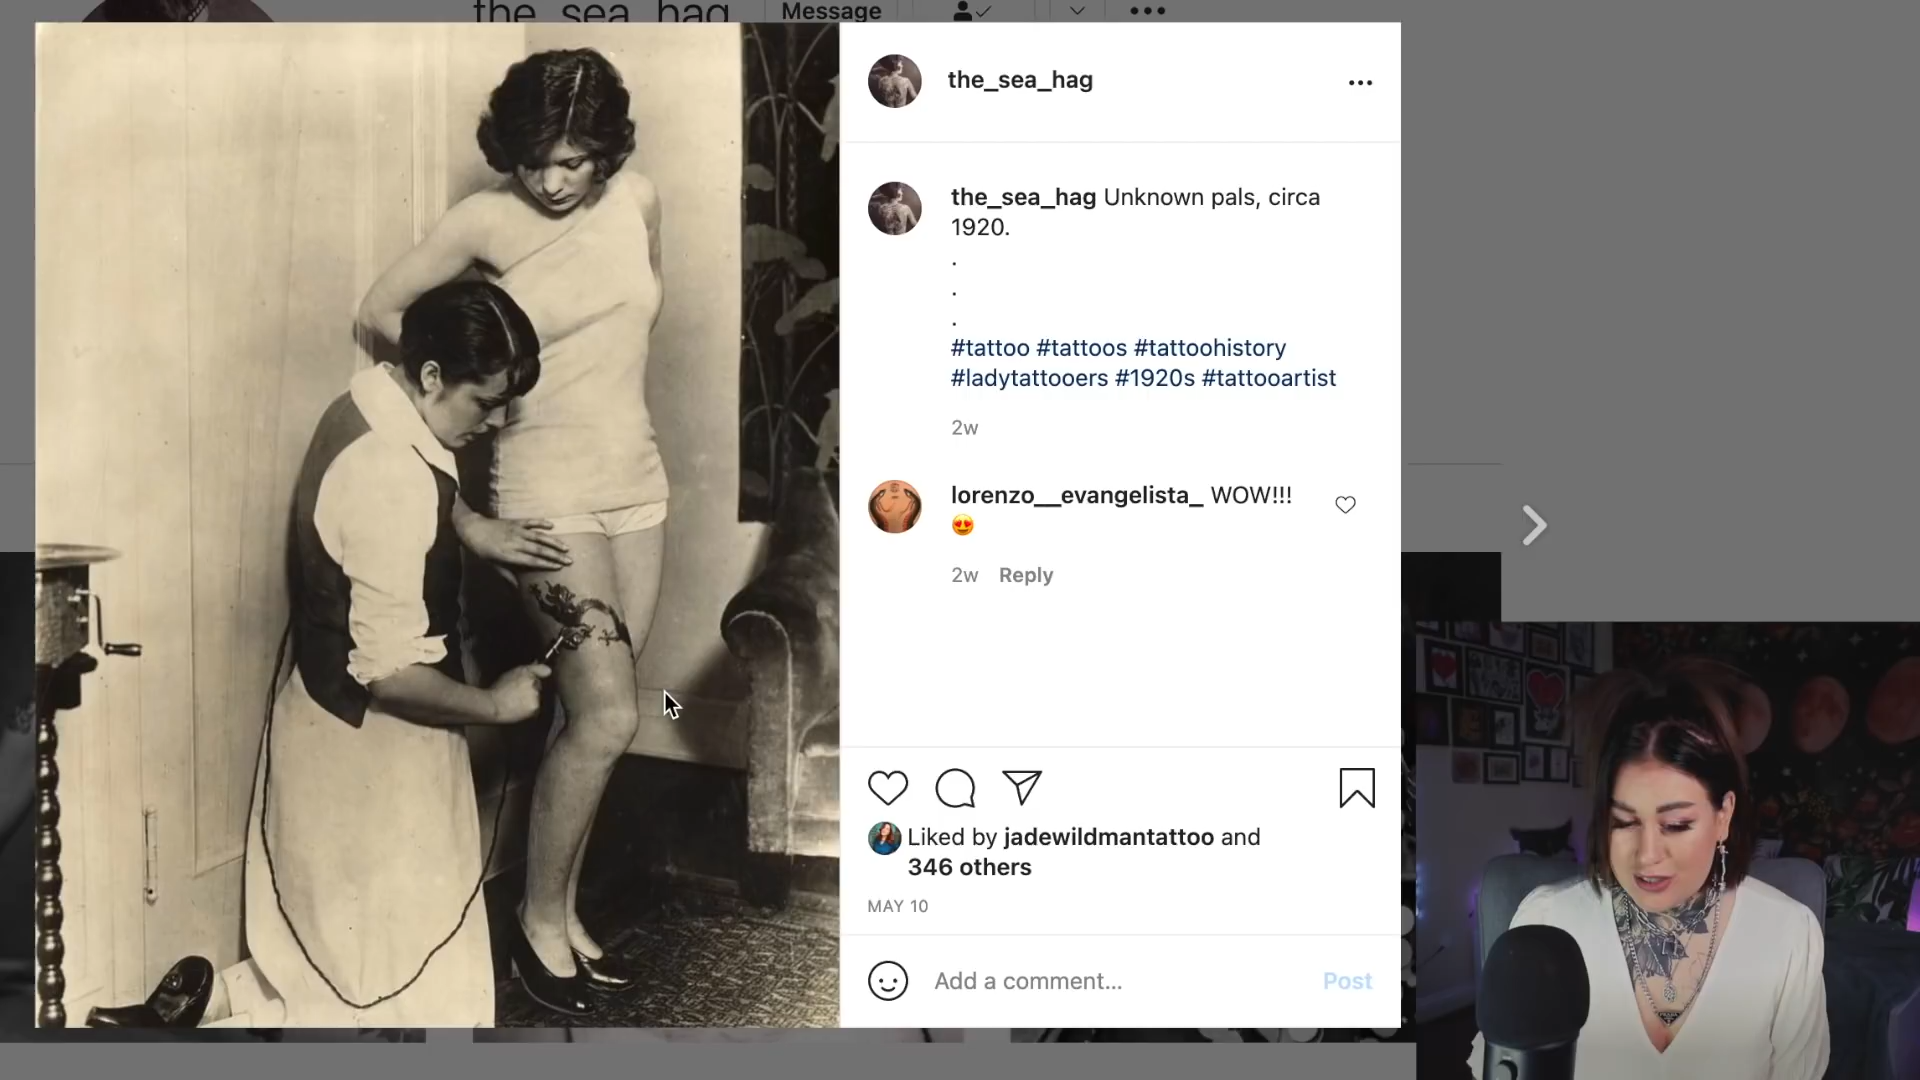 the_sea_hag Message
the_sea_hag
the_sea_hag Unknown pals, circa
1920.
.
.
.
#tattoo #tattoos #tattoohistory
#ladytattooers #1920s #tattooartist
2w
lorenzo__evangelista_ WOW!!!
😍
2w Reply
Liked by jadewildmantattoo and
346 others
MAY 10
Add a comment... Post